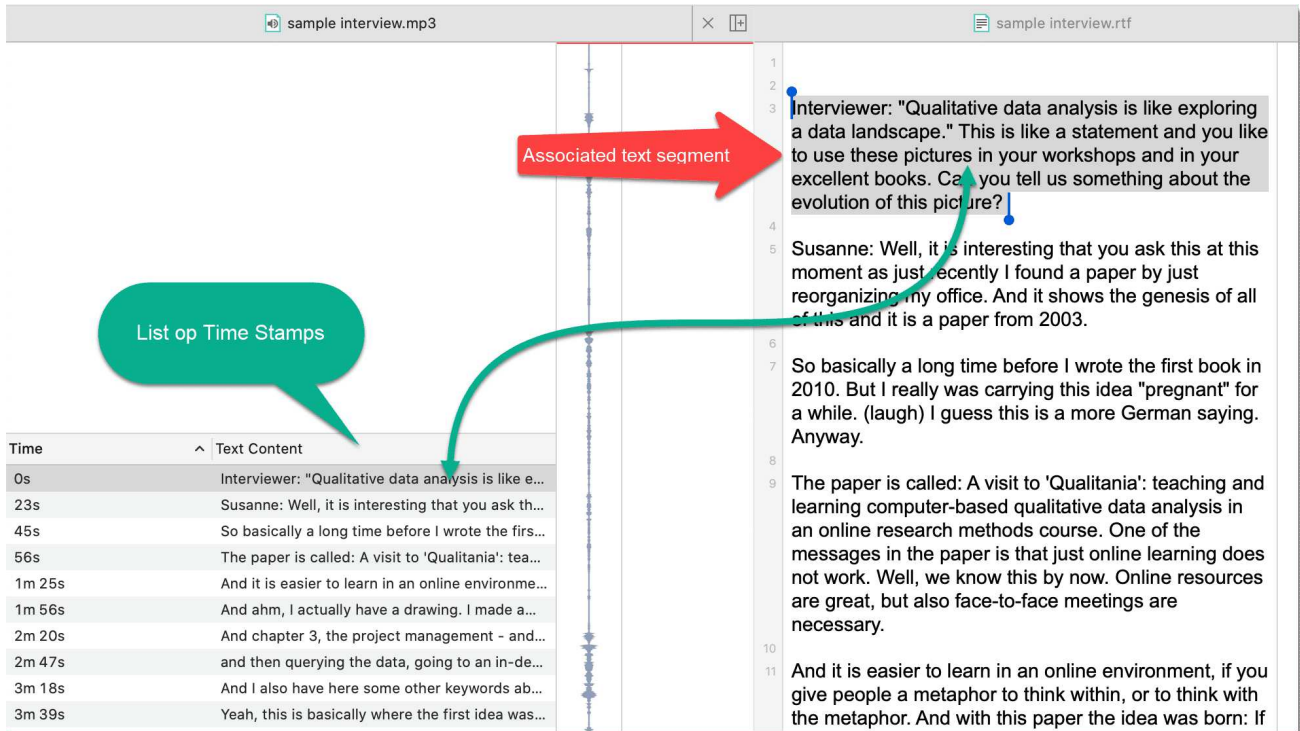 sample interview.mp3
sample interview.rtf
List op Time Stamps
Time
Text Content
0s
Interviewer: "Qualitative data analysis is like e...
23s
Susanne: Well, it is interesting that you ask th...
45s
So basically a long time before I wrote the firs...
56s
The paper is called: A visit to 'Qualitania': tea...
1m 25s
And it is easier to learn in an online environme...
1m 56s
And ahm, I actually have a drawing. I made a...
2m 20s
And chapter 3, the project management - and...
2m 47s
and then querying the data, going to an in-de...
3m 18s
And I also have here some other keywords ab...
3m 39s
Yeah, this is basically where the first idea was...
Associated text segment
1
2
3
Interviewer: "Qualitative data analysis is like exploring
a data landscape." This is like a statement and you like
to use these pictures in your workshops and in your
excellent books. Can you tell us something about the
evolution of this picture?
4
5
Susanne: Well, it is interesting that you ask this at this
moment as just recently I found a paper by just
reorganizing my office. And it shows the genesis of all
of this and it is a paper from 2003.
6
7
So basically a long time before I wrote the first book in
2010. But I really was carrying this idea "pregnant" for
a while. (laugh) I guess this is a more German saying.
Anyway.
8
9
The paper is called: A visit to 'Qualitania': teaching and
learning computer-based qualitative data analysis in
an online research methods course. One of the
messages in the paper is that just online learning does
not work. Well, we know this by now. Online resources
are great, but also face-to-face meetings are
necessary.
10
11
And it is easier to learn in an online environment, if you
give people a metaphor to think within, or to think with
the metaphor. And with this paper the idea was born: If